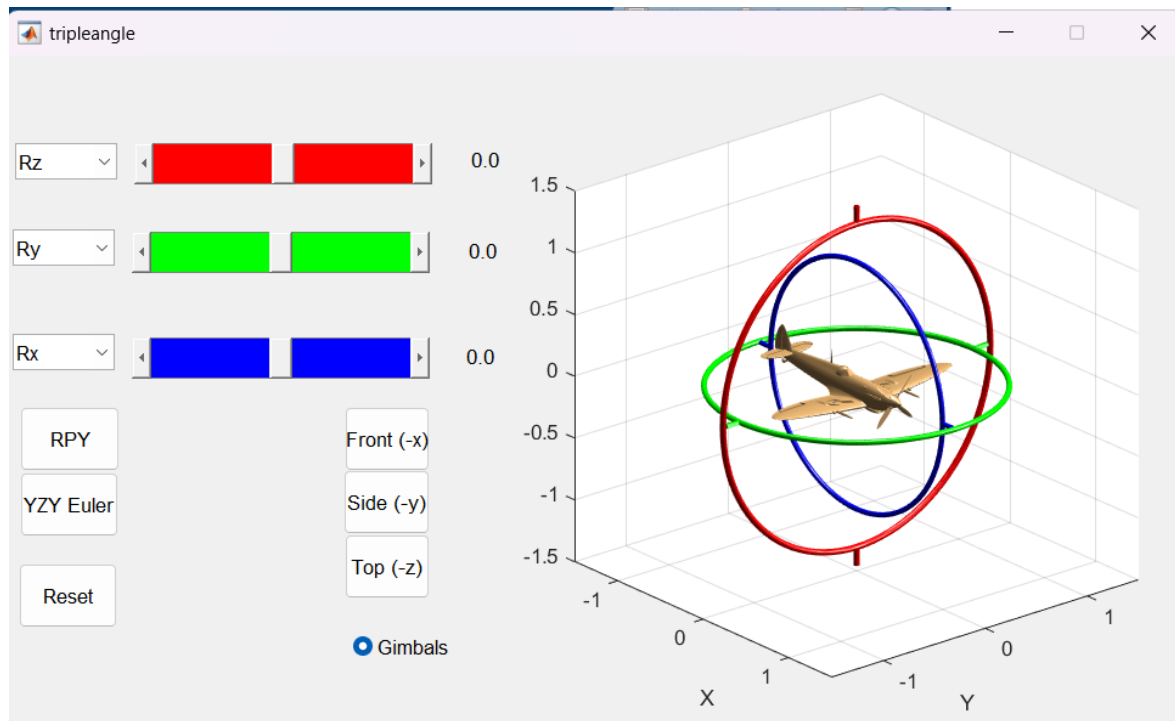 tripleangle
Rz
0.0
Ry
0.0
Rx
0.0
RPY
Front (-x)
YZY Euler
Side (-y)
Top (-z)
Reset
Gimbals
1.5
1
0.5
0
-0.5
-1
-1.5
-1
0
1
X
-1
0
1
Y